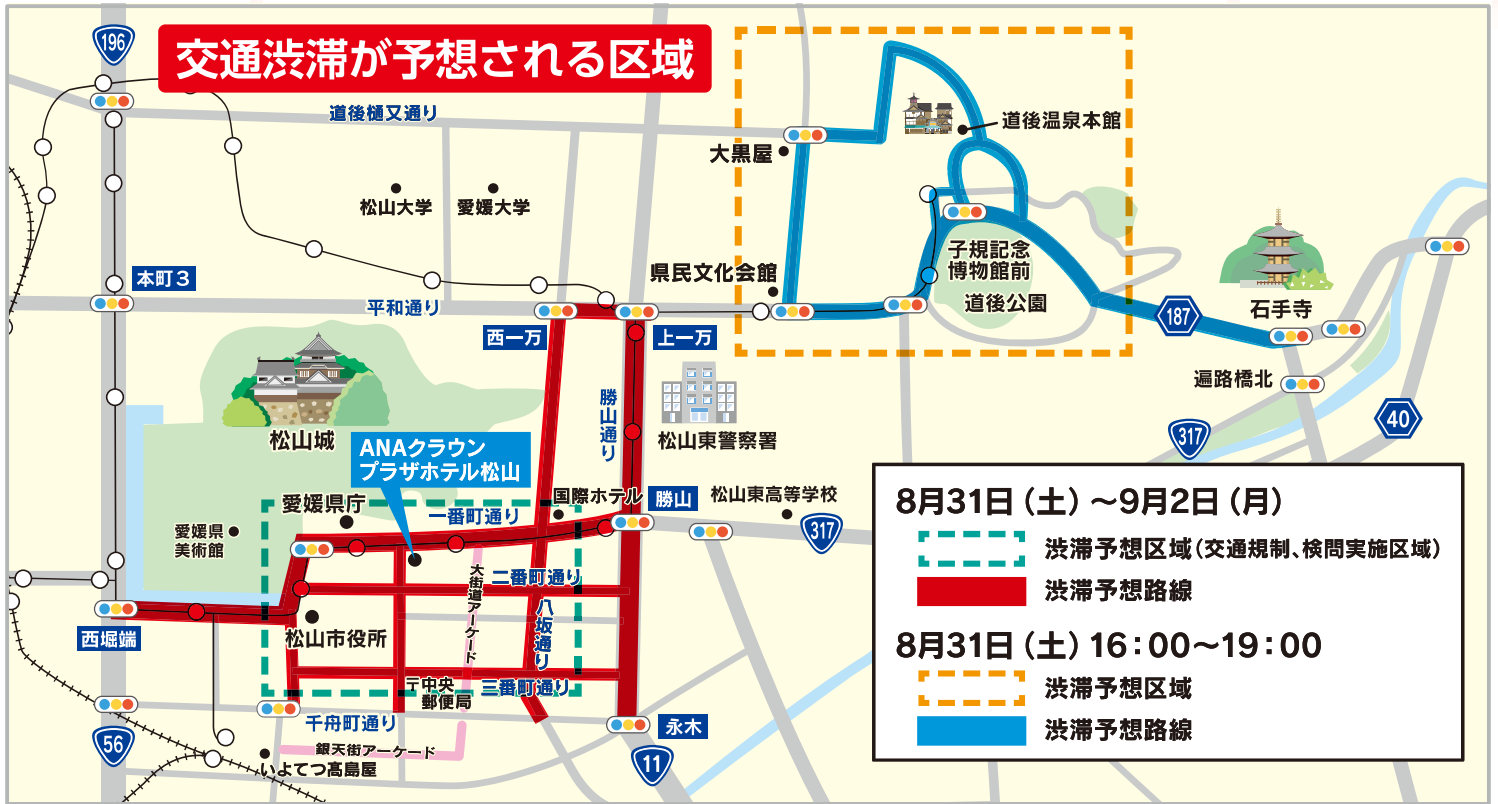 交通渋滞が予想される区域
196
道後樋又通り
道後温泉本館
大黒屋
松山大学
愛媛大学
子規記念
博物館前
道後公園
県民文化会館
本町3
平和通り
西一万
上一万
187
石手寺
遍路橋北
40
317
勝山通り
松山東警察署
松山城
ANAクラウン
プラザホテル松山
愛媛県庁
一番町通り
国際ホテル
勝山
松山東高等学校
317
愛媛県
美術館
大街道アーケード
二番町通り
八坂通り
西堀端
松山市役所
〒中央
郵便局
三番町通り
千舟町通り
永木
56
銀天街アーケード
いよてつ髙島屋
11
8月31日(土)~9月2日(月)
渋滞予想区域(交通規制、検問実施区域)
渋滞予想路線
8月31日(土)16:00~19:00
渋滞予想区域
渋滞予想路線